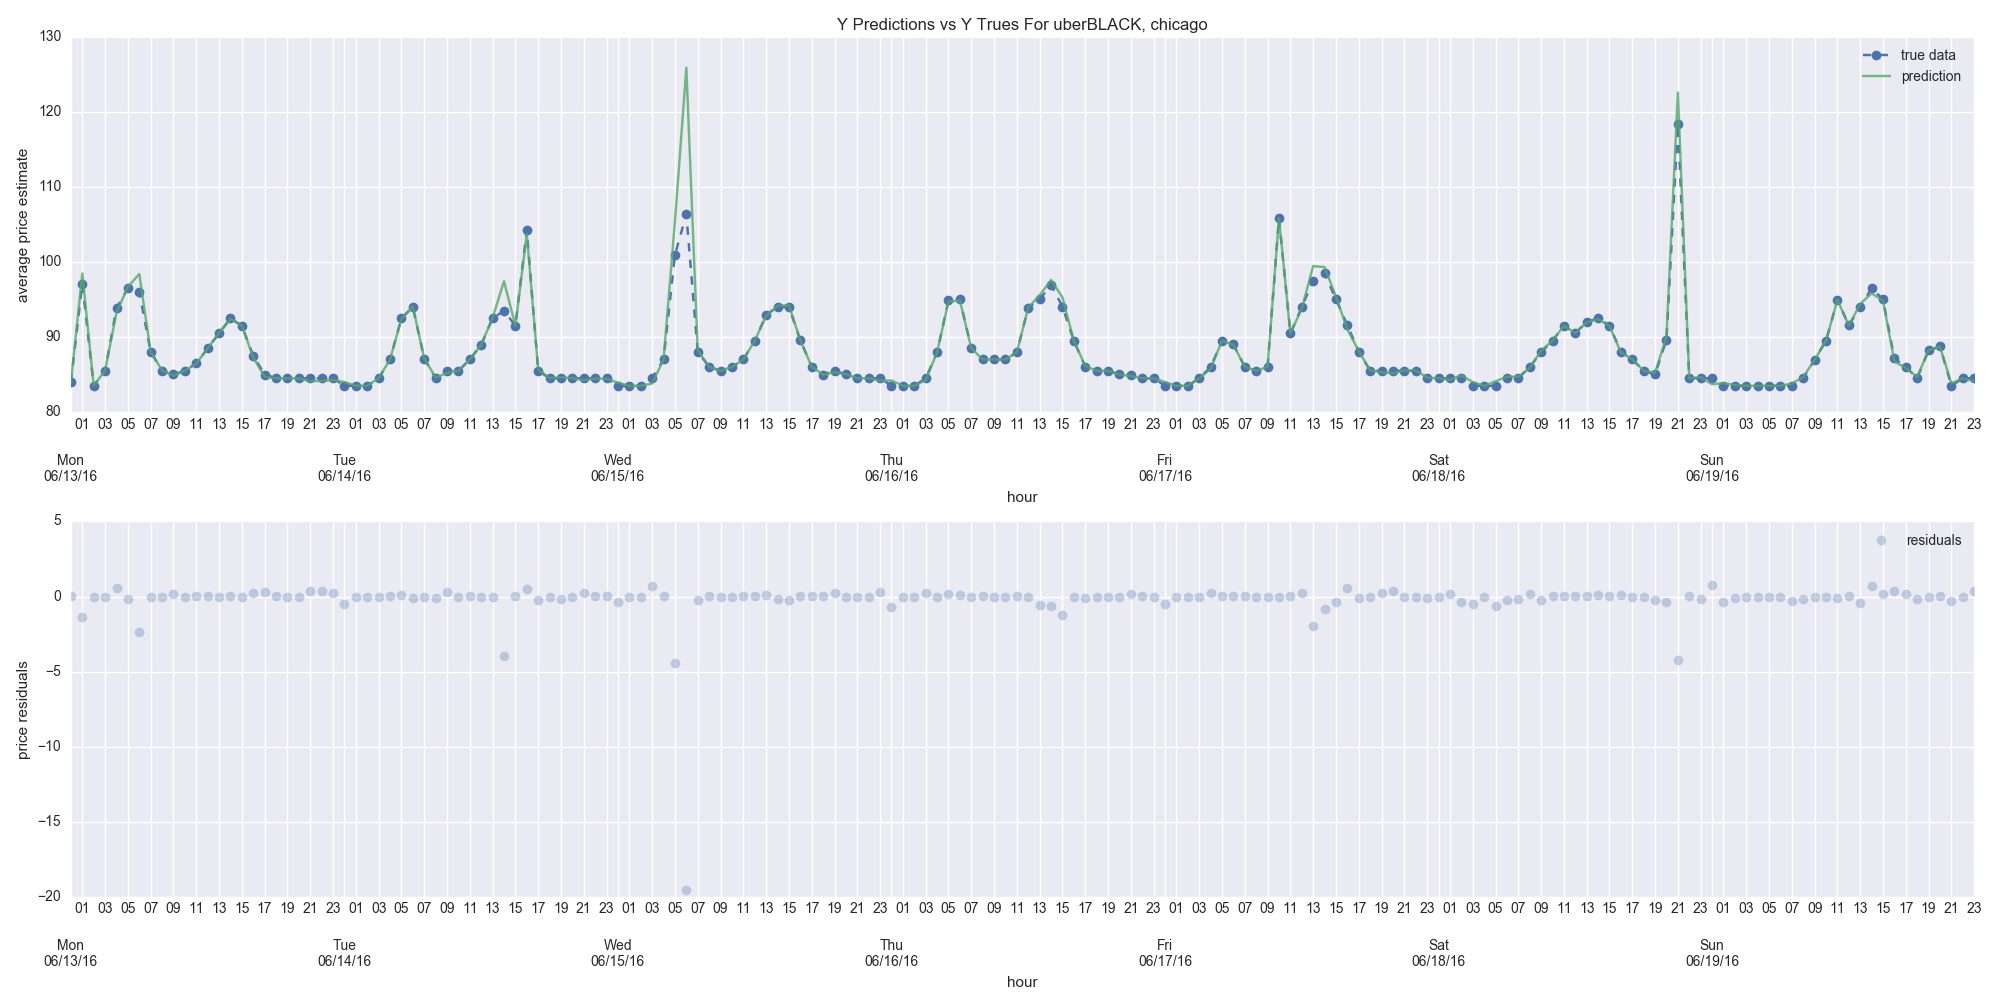 Y Predictions vs Y Trues For uberBLACK, chicago
130
120
110
100
90
80
average price estimate
true data
prediction
01 03 05 07 09 11 13 15 17 19 21 23 01 03 05 07 09 11 13 15 17 19 21 23 01 03 05 07 09 11 13 15 17 19 21 23 01 03 05 07 09 11 13 15 17 19 21 23 01 03 05 07 09 11 13 15 17 19 21 23 01 03 05 07 09 11 13 15 17 19 21 23 01 03 05 07 09 11 13 15 17 19 21 23
Mon Tue Wed Thu Fri Sat Sun
06/13/16 06/14/16 06/15/16 06/16/16 06/17/16 06/18/16 06/19/16
hour
5
0
−5
−10
−15
−20
price residuals
residuals
01 03 05 07 09 11 13 15 17 19 21 23 01 03 05 07 09 11 13 15 17 19 21 23 01 03 05 07 09 11 13 15 17 19 21 23 01 03 05 07 09 11 13 15 17 19 21 23 01 03 05 07 09 11 13 15 17 19 21 23 01 03 05 07 09 11 13 15 17 19 21 23 01 03 05 07 09 11 13 15 17 19 21 23
Mon Tue Wed Thu Fri Sat Sun
06/13/16 06/14/16 06/15/16 06/16/16 06/17/16 06/18/16 06/19/16
hour